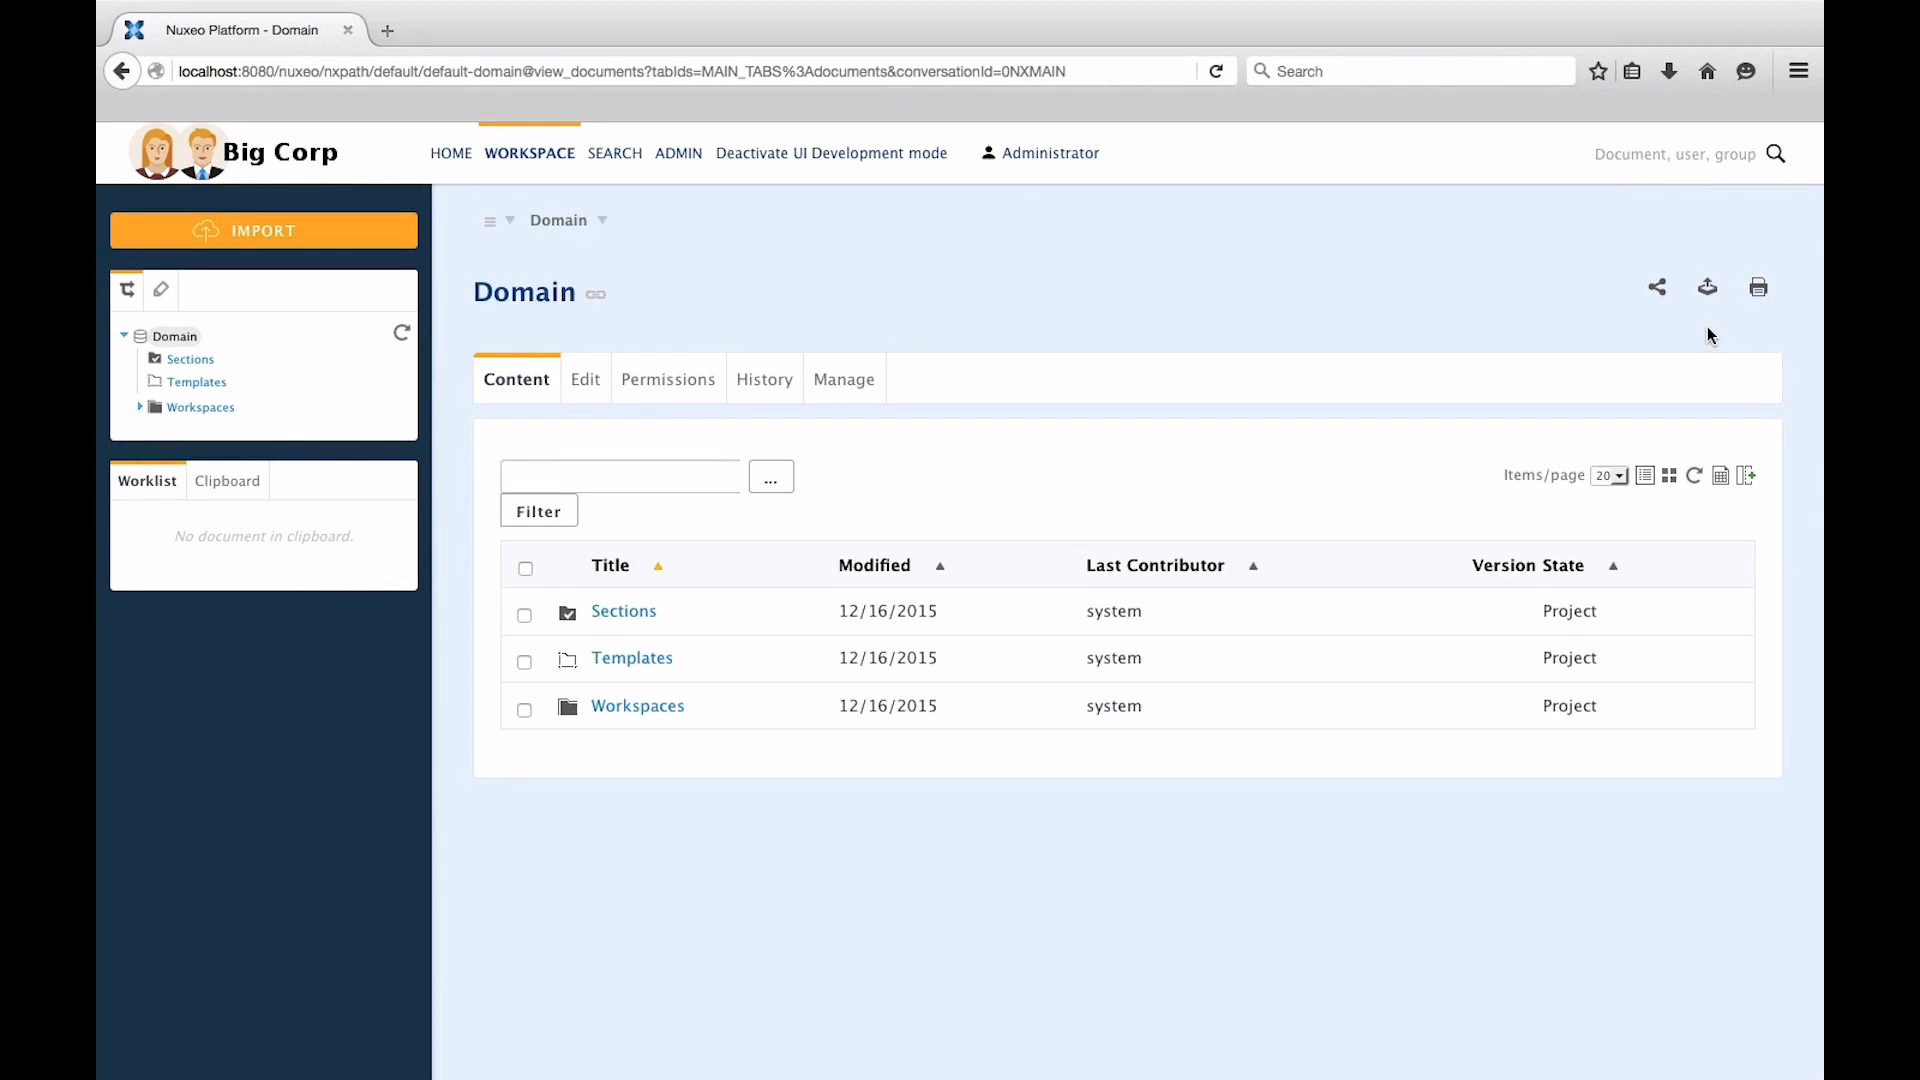 Nuxeo Platform - Domain
localhost:8080/nuxeo/nxpath/default/default-domain@view_documents?tabIds=MAIN_TABS%3Adocuments&conversationId=0NXMAIN
Search
Big Corp
HOME WORKSPACE SEARCH ADMIN Deactivate UI Development mode Administrator
Document, user, group
IMPORT
Domain
Sections
Templates
Workspaces
Worklist Clipboard
No document in clipboard.
Domain
Domain
Content Edit Permissions History Manage
...
Items/page 20
Filter
Title Modified Last Contributor Version State
Sections 12/16/2015 system Project
Templates 12/16/2015 system Project
Workspaces 12/16/2015 system Project